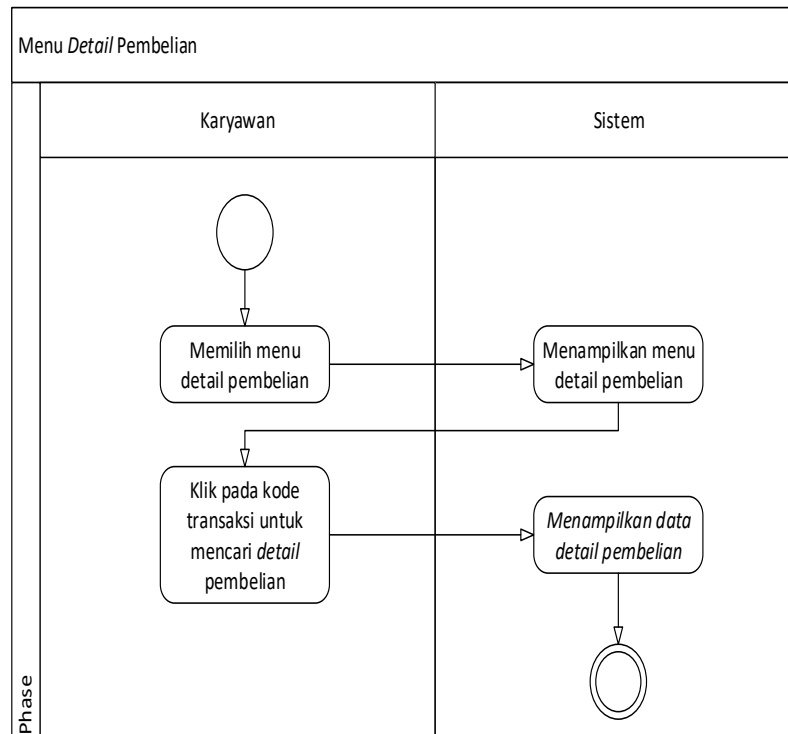 Menu Detail Pembelian
Karyawan
Sistem
Memilih menu
detail pembelian
Menampilkan menu
detail pembelian
Klik pada kode
transaksi untuk
mencari detail
pembelian
Menampilkan data
detail pembelian
Phase